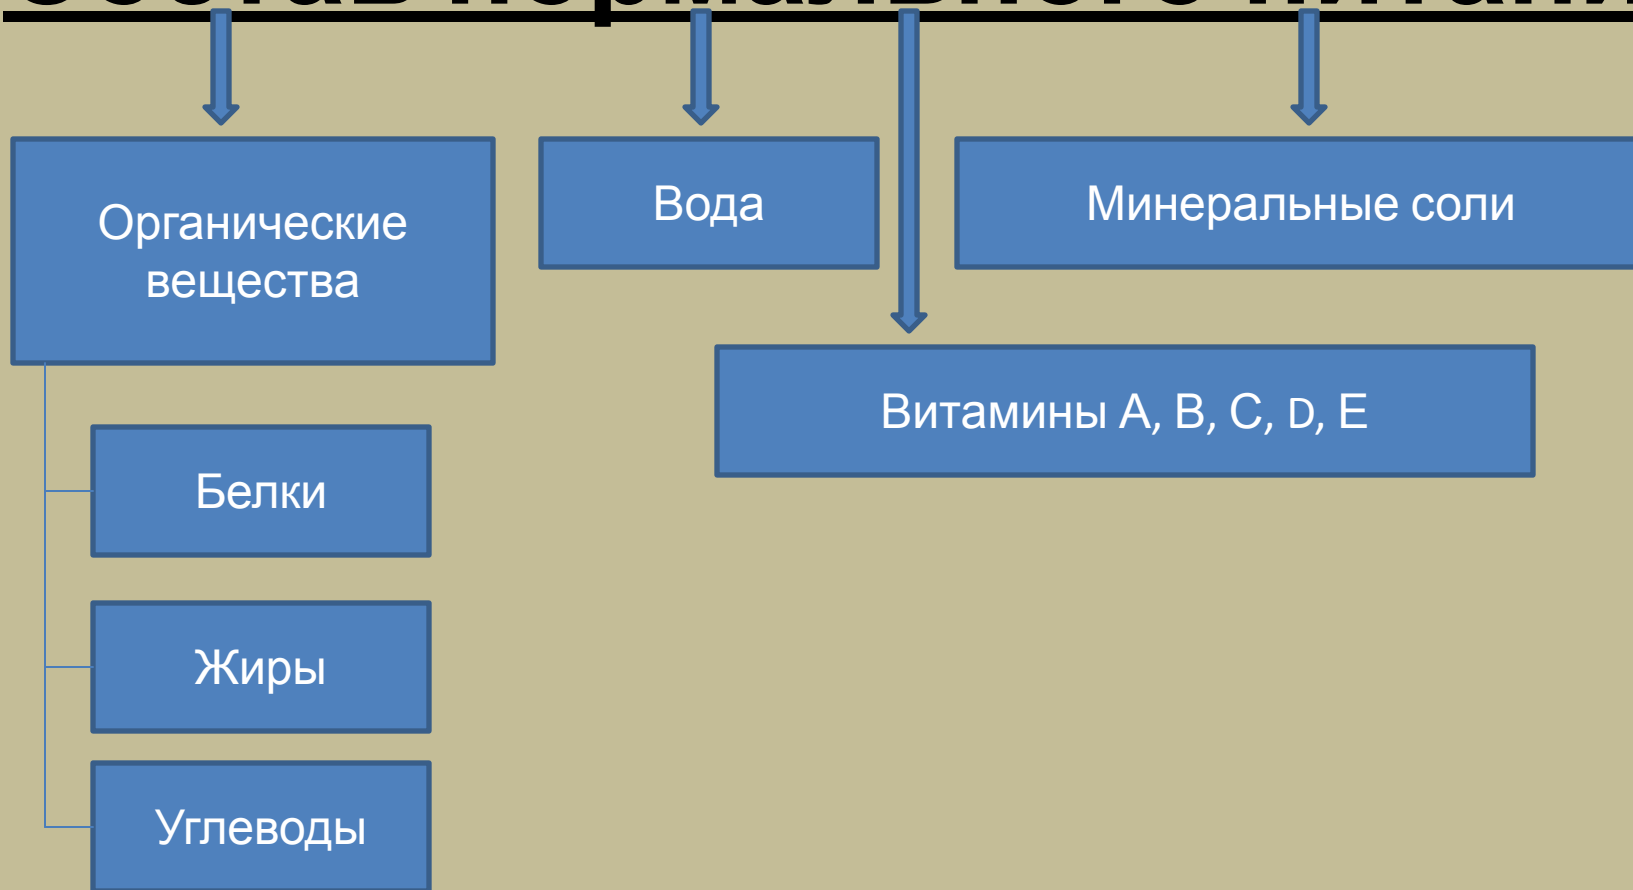 Органические
вещества
Вода
Минеральные соли
Витамины А, В, С, D, Е
Белки
Жиры
Углеводы